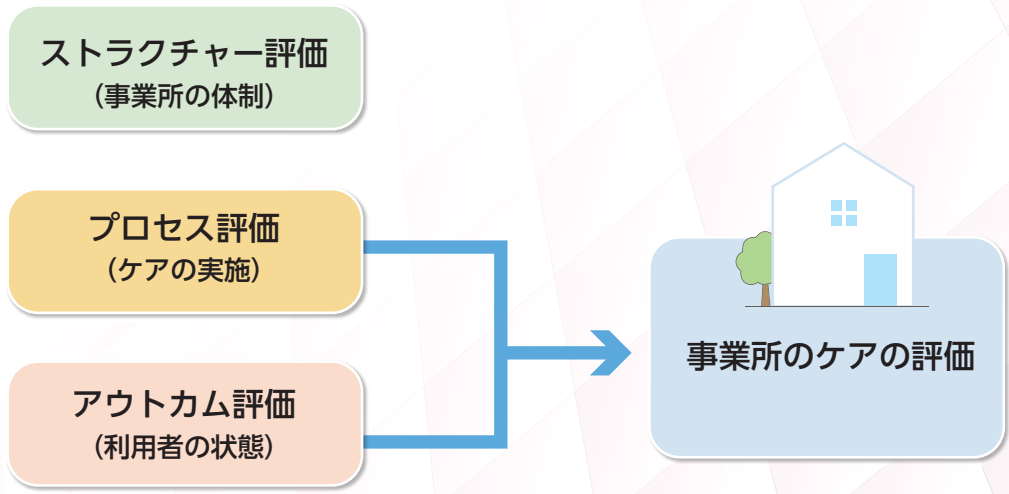 ストラクチャー評価
（事業所の体制）
プロセス評価
（ケアの実施）
アウトカム評価
（利用者の状態）
事業所のケアの評価